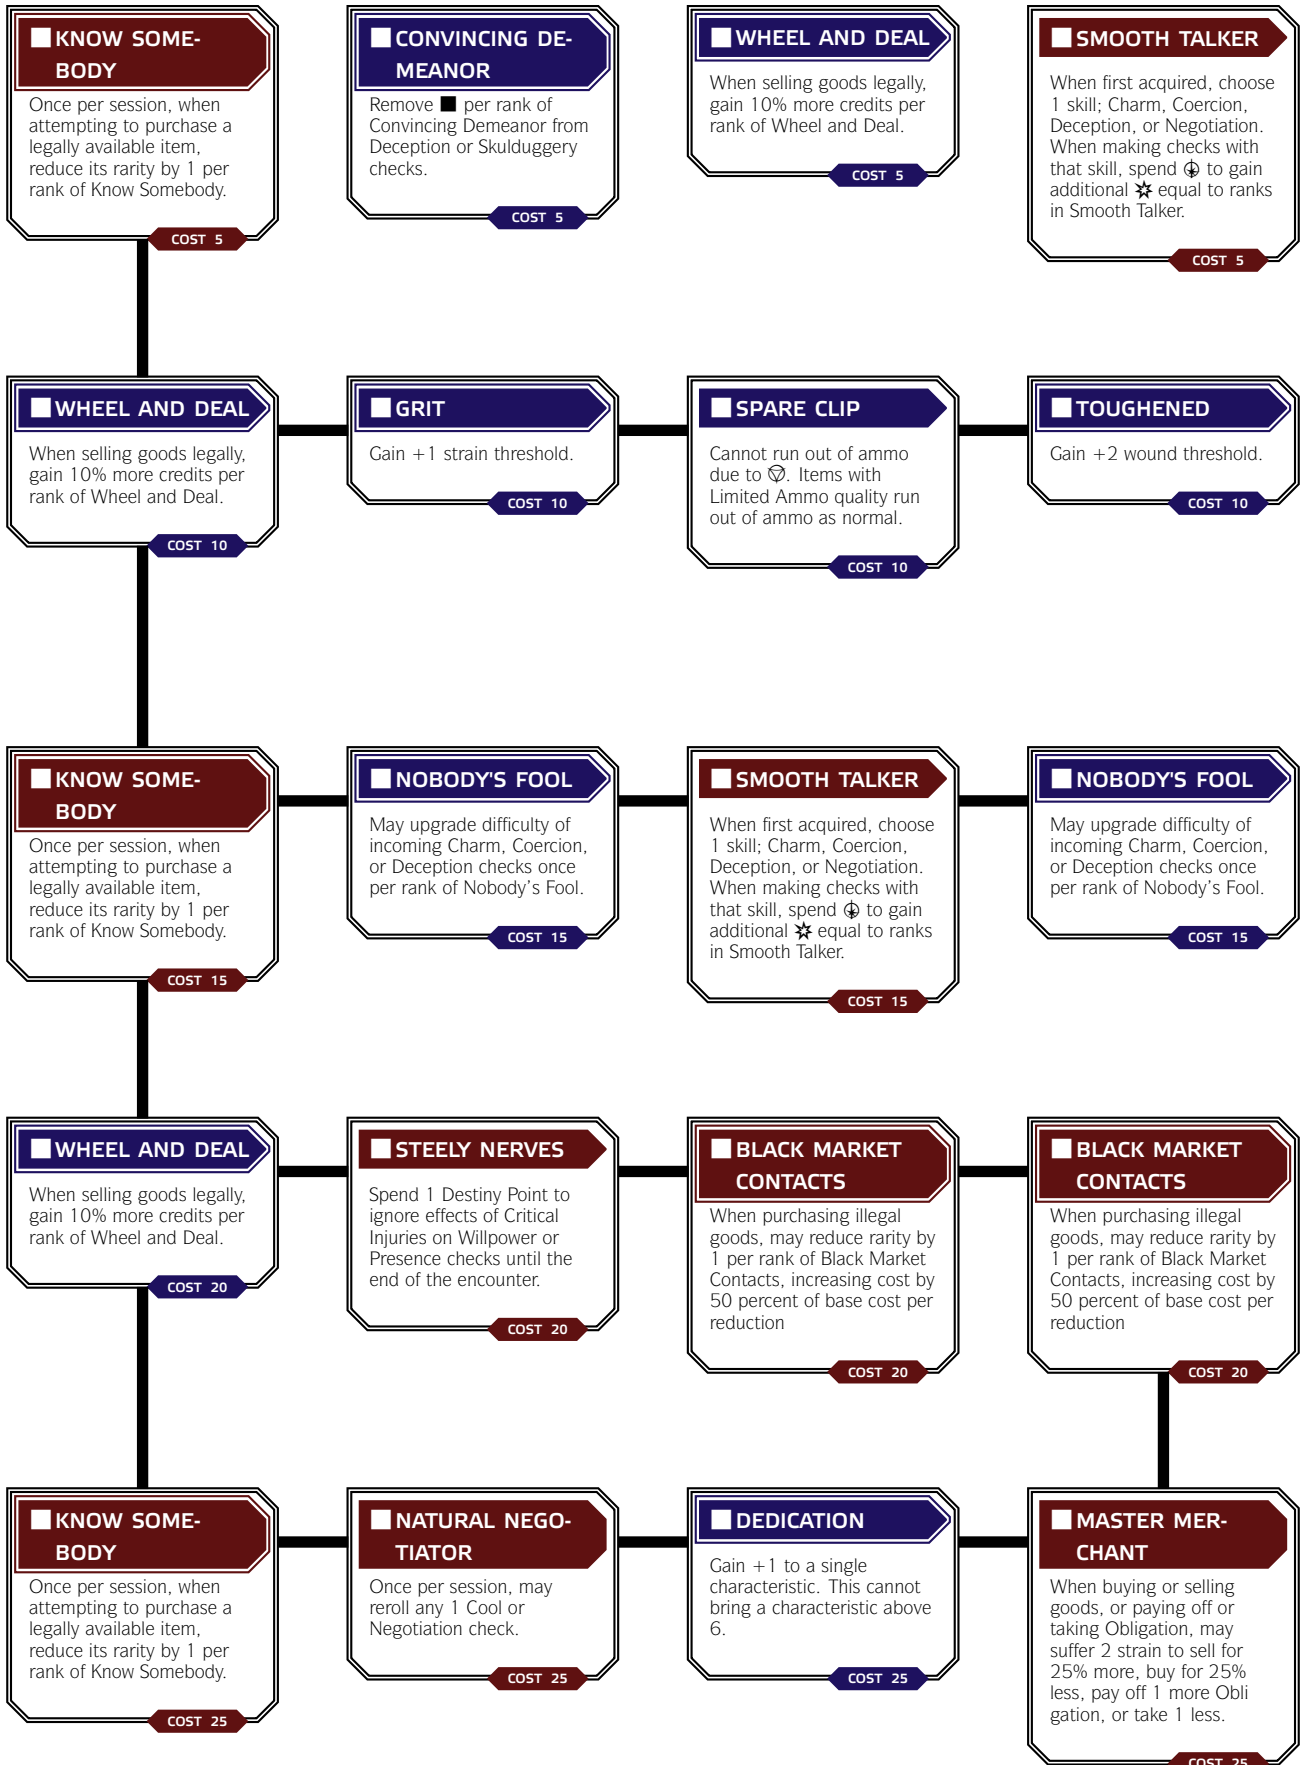 KNOW SOME-
BODY
Once per session, when
attempting to purchase a
legally available item,
reduce its rarity by 1 per
rank of Know Somebody.
COST 5
CONVINCING DE-
MEANOR
Remove ■ per rank of
Convincing Demeanor from
Deception or Skulduggery
checks.
COST 5
WHEEL AND DEAL
When selling goods legally,
gain 10% more credits per
rank of Wheel and Deal.
COST 5
SMOOTH TALKER
When first acquired, choose
1 skill; Charm, Coercion,
Deception, or Negotiation.
When making checks with
that skill, spend to gain
additional equal to ranks
in Smooth Talker.
COST 5
WHEEL AND DEAL
When selling goods legally,
gain 10% more credits per
rank of Wheel and Deal.
COST 10
GRIT
Gain +1 strain threshold.
COST 10
SPARE CLIP
Cannot run out of ammo
due to . Items with
Limited Ammo quality run
out of ammo as normal.
COST 10
TOUGHENED
Gain +2 wound threshold.
COST 10
KNOW SOME-
BODY
Once per session, when
attempting to purchase a
legally available item,
reduce its rarity by 1 per
rank of Know Somebody.
COST 15
NOBODY'S FOOL
May upgrade difficulty of
incoming Charm, Coercion,
or Deception checks once
per rank of Nobody's Fool.
COST 15
SMOOTH TALKER
When first acquired, choose
1 skill; Charm, Coercion,
Deception, or Negotiation.
When making checks with
that skill, spend to gain
additional equal to ranks
in Smooth Talker.
COST 15
NOBODY'S FOOL
May upgrade difficulty of
incoming Charm, Coercion,
or Deception checks once
per rank of Nobody's Fool.
COST 15
WHEEL AND DEAL
When selling goods legally,
gain 10% more credits per
rank of Wheel and Deal.
COST 20
STEELY NERVES
Spend 1 Destiny Point to
ignore effects of Critical
Injuries on Willpower or
Presence checks until the
end of the encounter.
COST 20
BLACK MARKET
CONTACTS
When purchasing illegal
goods, may reduce rarity by
1 per rank of Black Market
Contacts, increasing cost by
50 percent of base cost per
reduction
COST 20
BLACK MARKET
CONTACTS
When purchasing illegal
goods, may reduce rarity by
1 per rank of Black Market
Contacts, increasing cost by
50 percent of base cost per
reduction
COST 20
KNOW SOME-
BODY
Once per session, when
attempting to purchase a
legally available item,
reduce its rarity by 1 per
rank of Know Somebody.
COST 25
NATURAL NEGO-
TIATOR
Once per session, may
reroll any 1 Cool or
Negotiation check.
COST 25
DEDICATION
Gain +1 to a single
characteristic. This cannot
bring a characteristic above
6.
COST 25
MASTER MER-
CHANT
When buying or selling
goods, or paying off or
taking Obligation, may
suffer 2 strain to sell for
25% more, buy for 25%
less, pay off 1 more Obli
gation, or take 1 less.
COST 25